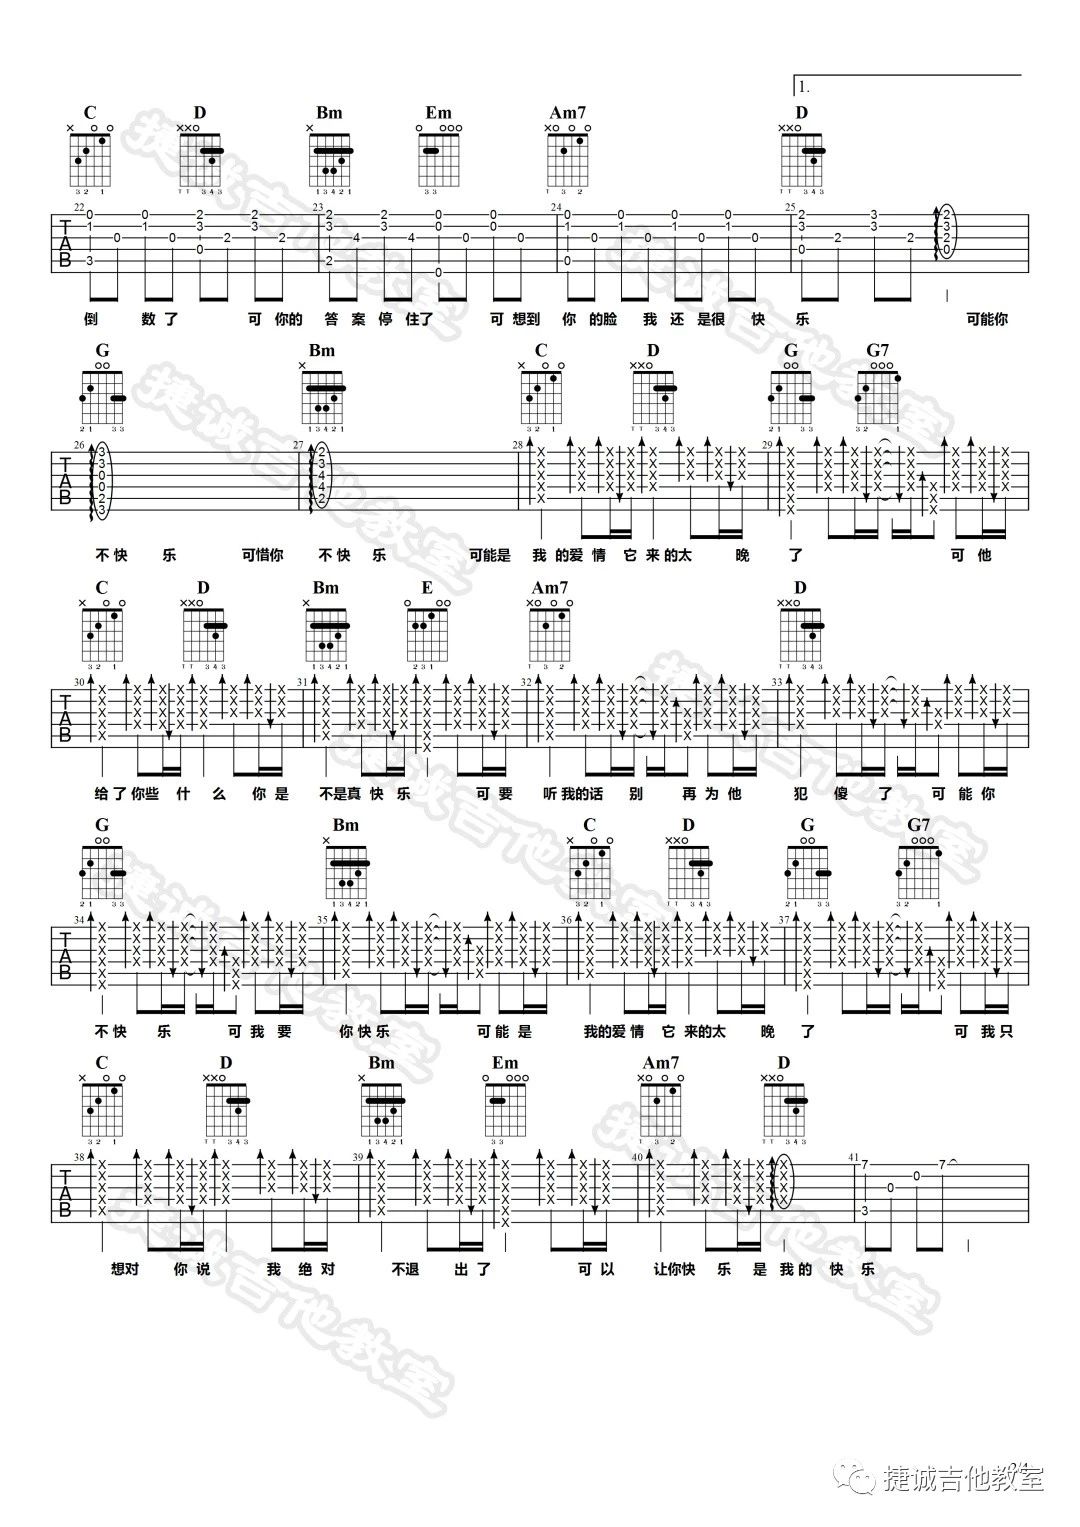 1.
C D Bm Em Am7 D
22 23 24 25
倒 数了 可 你的 答 案 停 住了 可 想到 你 的脸 我 还 是很 快 乐 可能你
G Bm C D G G7
26 27 28 29
不快 乐 可惜你 不快 乐 可能是 我 的爱 情 它 来的太 晚 了 可 他
C D Bm E Am7 D
30 31 32 33
给了你些 什 么 你 是 不是真快乐 可要 听我的话 别 再 为 他 犯 傻 了 可 能你
G Bm C D G G7
34 35 36 37
不快 乐 可我要 你快乐 可能是 我的爱 情 它 来的太 晚 了 可 我只
C D Bm Em Am7 D
38 39 40 41
想对 你 说 我 绝 对 不退 出了 可以 让你快 乐 是 我的 快 乐
捷诚吉他教室
2/4